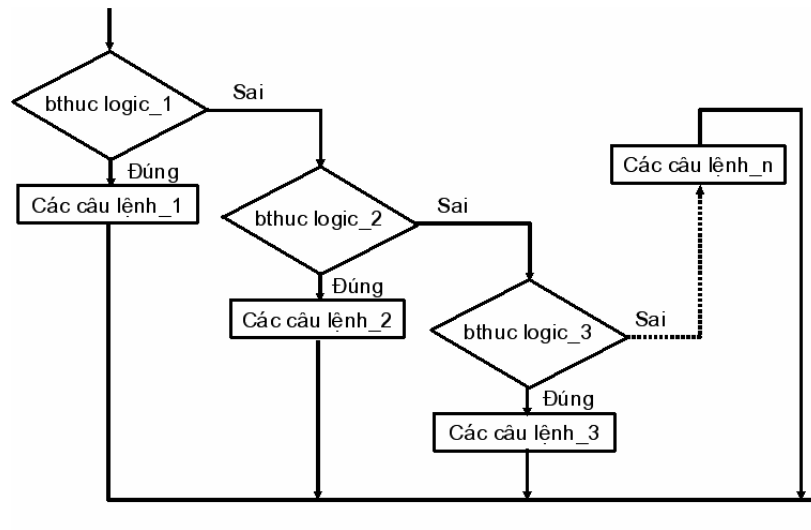 bthuc logic_1
Sai
Đúng
Các câu lệnh_1
bthuc logic_2
Sai
Đúng
Các câu lệnh_2
bthuc logic_3
Sai
Đúng
Các câu lệnh_3
Các câu lệnh_n